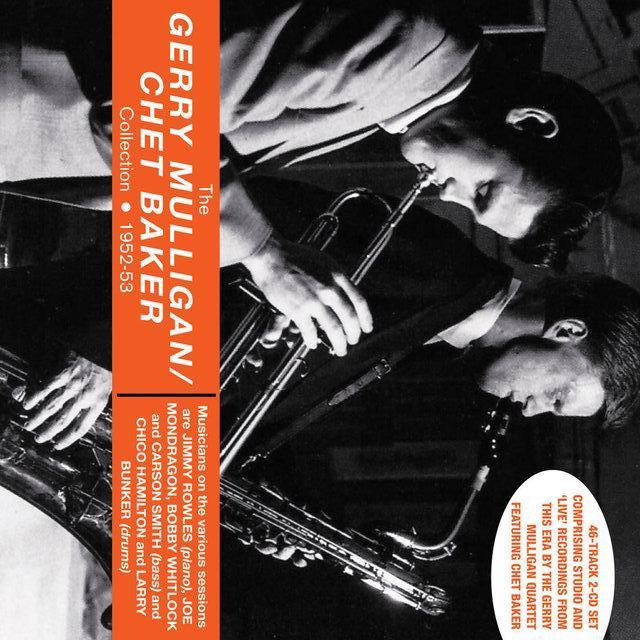 The
GERRY MULLIGAN/
CHET BAKER
Collection • 1952-53
Musicians on the various sessions
are JIMMY ROWLES (piano), JOE
MONDRAGON, BOBBY WHITLOCK
and CARSON SMITH (bass) and
CHICO HAMILTON and LARRY
BUNKER (drums)
46-TRACK 2-CD SET
COMPRISING STUDIO AND
'LIVE' RECORDINGS FROM
THIS ERA BY THE GERRY
MULLIGAN QUARTET
FEATURING CHET BAKER